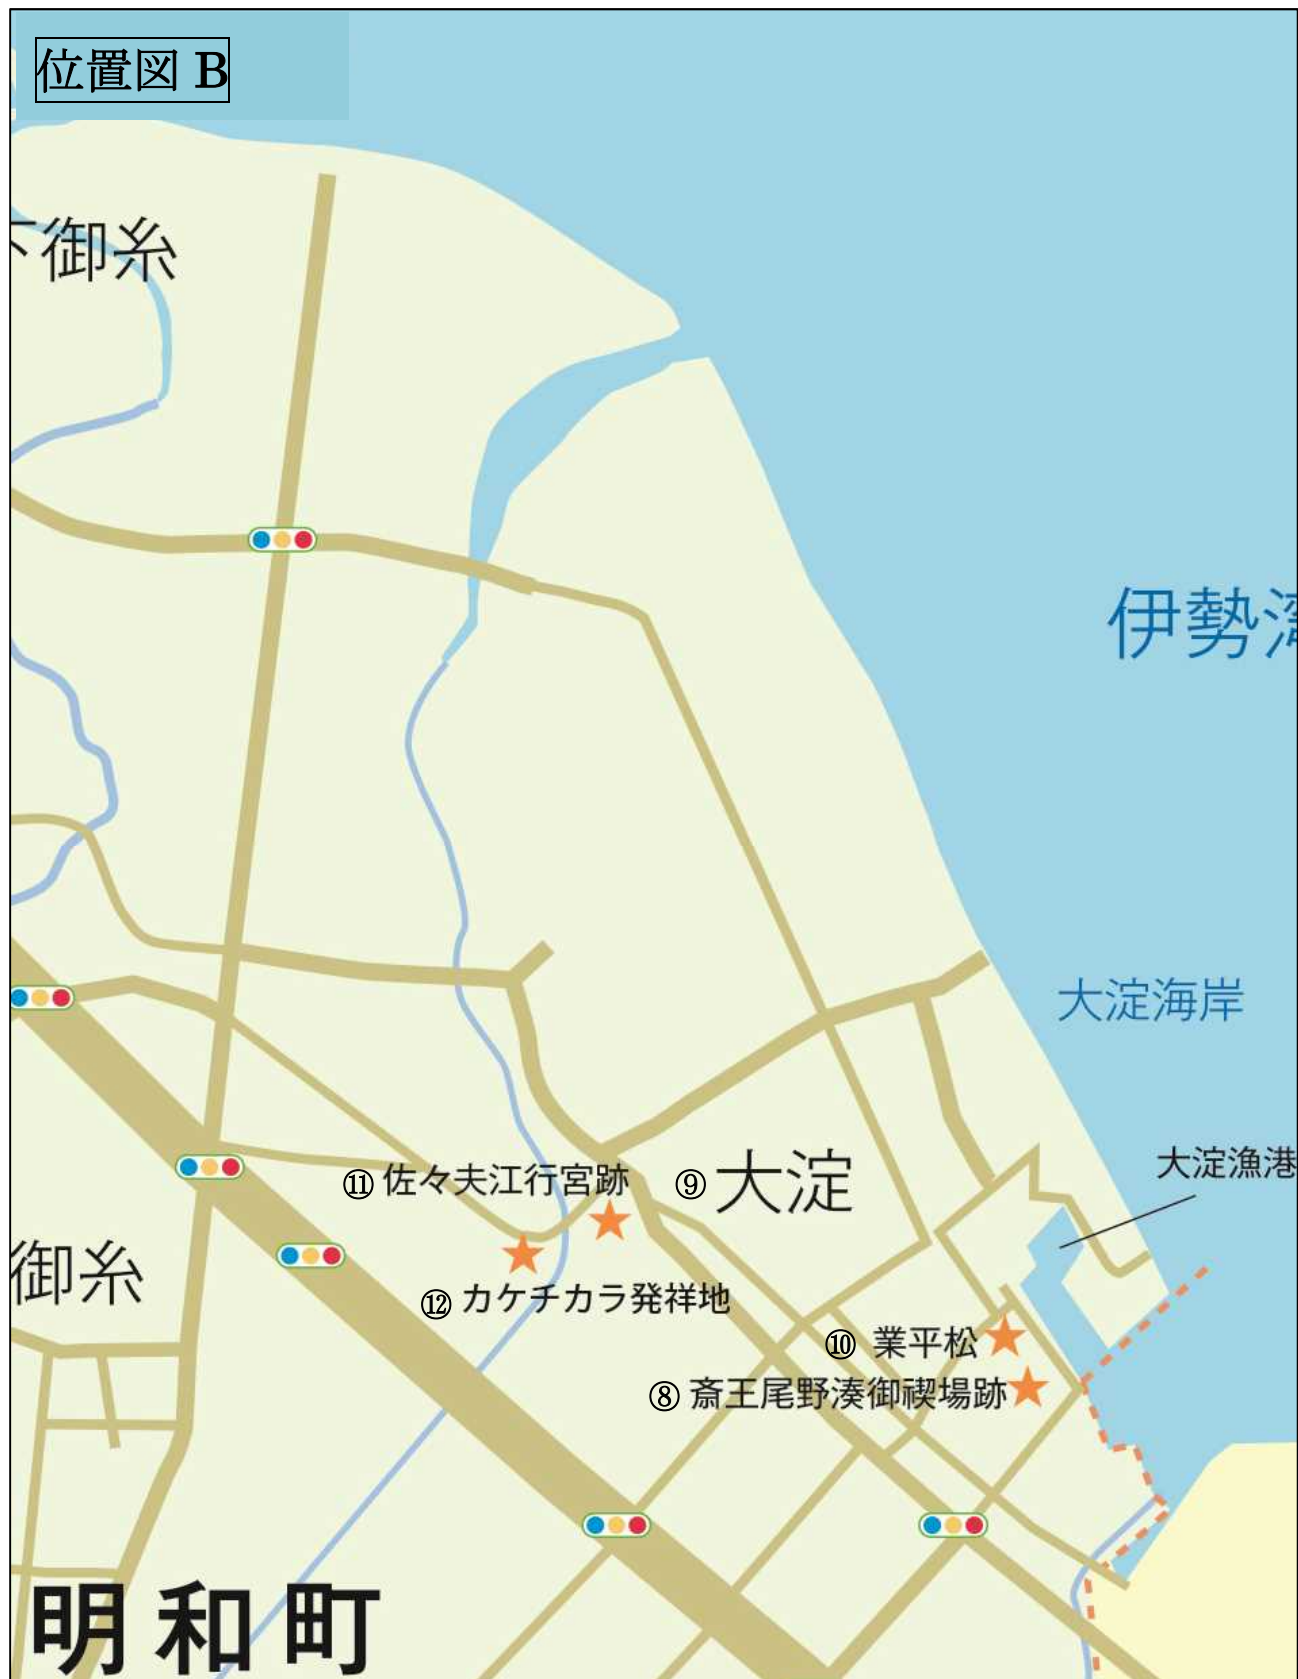 位置図 B
下御糸
伊勢湾
大淀海岸
大淀漁港
⑪ 佐々夫江行宮跡
⑨ 大淀
御糸
⑫ カケチカラ発祥地
⑩ 業平松
⑧ 斎王尾野湊御禊場跡
明和町